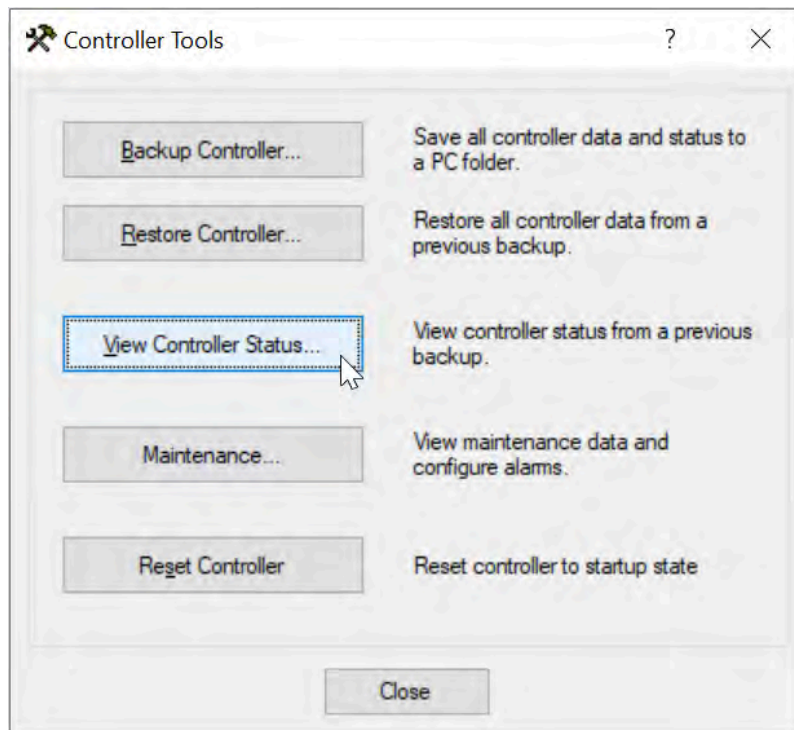 Controller Tools
?
Backup Controller...
Save all controller data and status to
a PC folder.
Restore Controller...
Restore all controller data from a
previous backup.
View Controller Status...
View controller status from a previous
backup.
Maintenance...
View maintenance data and
configure alarms.
Reset Controller
Reset controller to startup state
Close